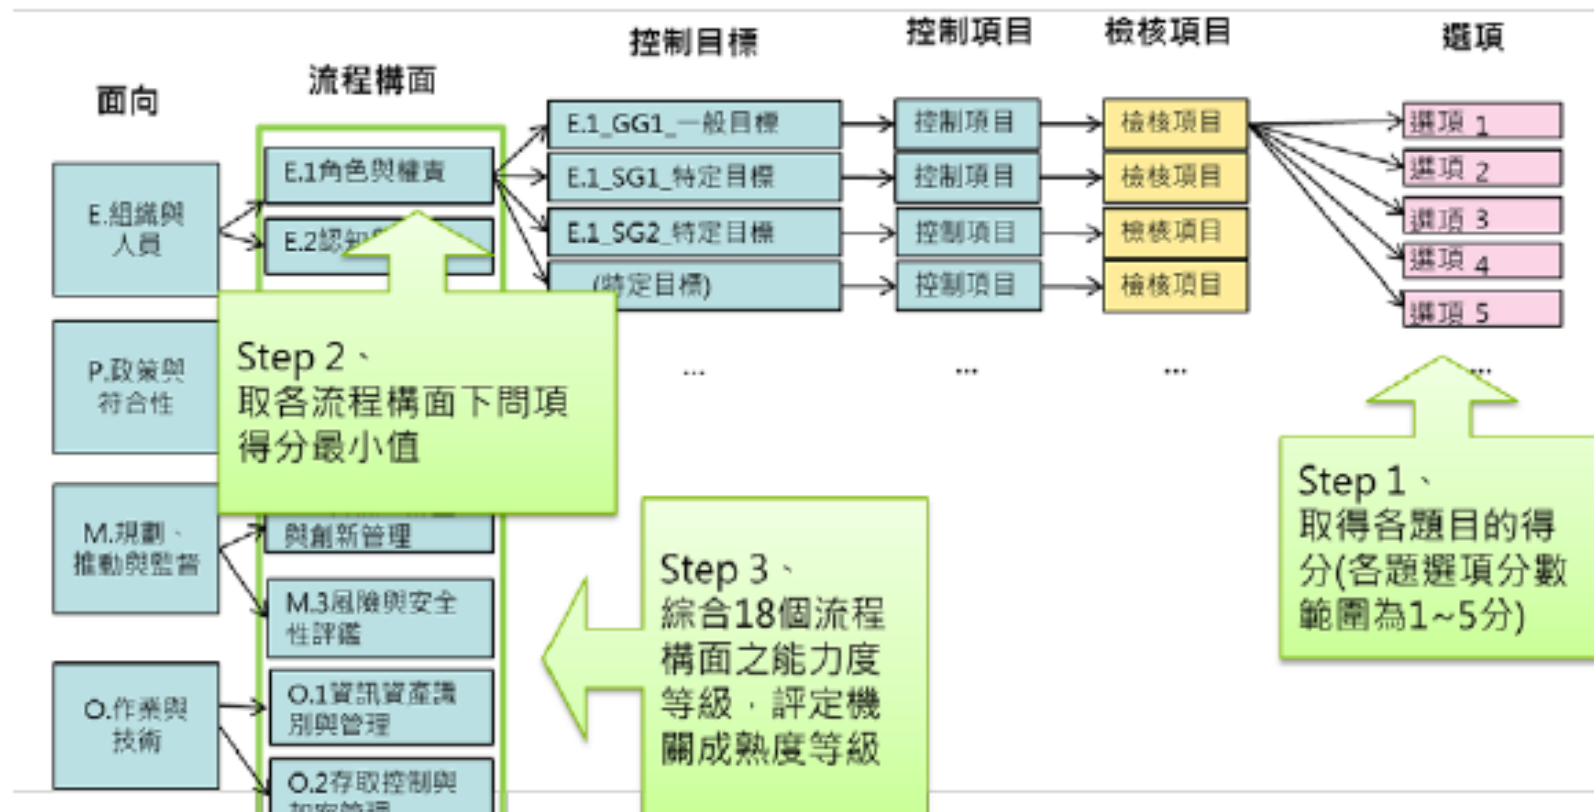 面向
流程構面
控制目標
控制項目
檢核項目
選項
E.組織與
人員
P.政策與
符合性
M.規劃、
推動與監督
O.作業與
技術
E.1角色與權責
E.2認知
與創新管理
M.3風險與安全
性評鑑
O.1資訊資產識
別與管理
O.2存取控制與
加密管理
E.1_GG1_一般目標
E.1_SG1_特定目標
E.1_SG2_特定目標
(特定目標)
...
控制項目
控制項目
控制項目
控制項目
...
檢核項目
檢核項目
檢核項目
檢核項目
...
選項 1
選項 2
選項 3
選項 4
選項 5
...
Step 1、
取得各題目的得
分(各題選項分數
範圍為1~5分)
Step 2、
取各流程構面下問項
得分最小值
Step 3、
綜合18個流程
構面之能力度
等級，評定機
關成熟度等級